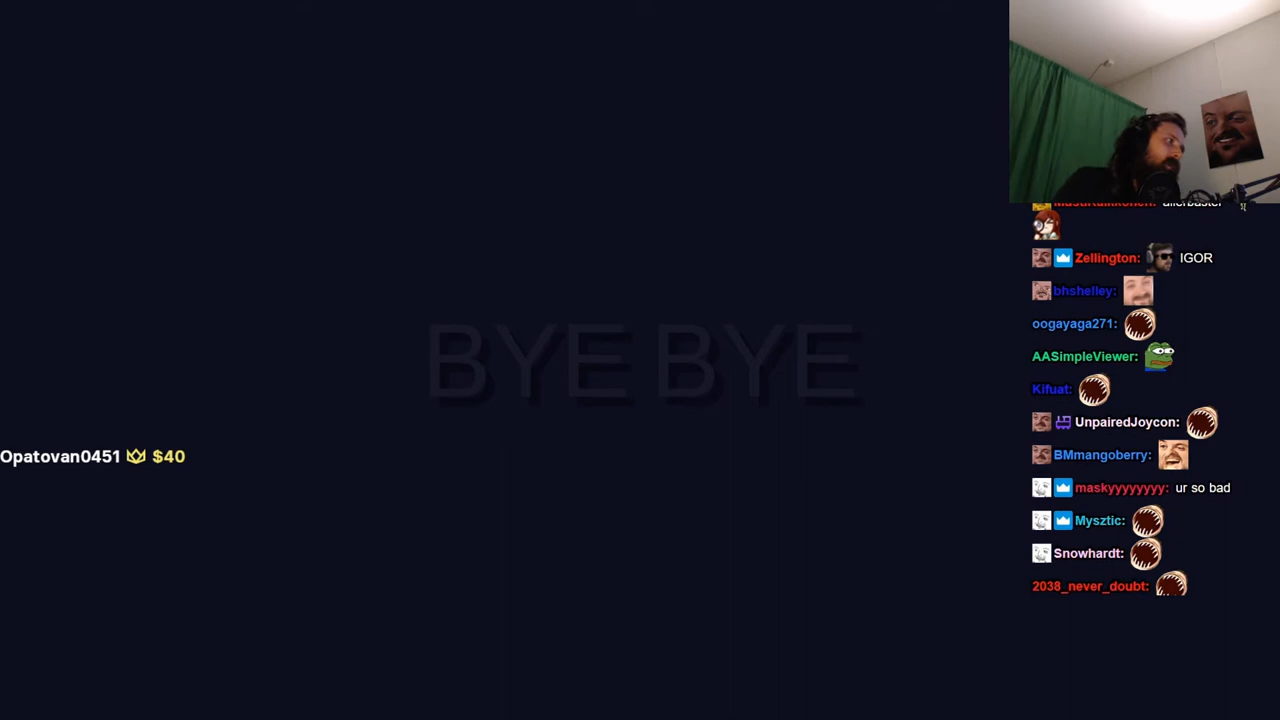 BYE BYE
Opatovan0451 $40
Zellington: IGOR
bhshelley:
oogayaga271:
AASimpleViewer:
Kifuat:
UnpairedJoycon:
BMmangoberry:
maskyyyyyyyy: ur so bad
Mysztic:
Snowhardt:
2038_never_doubt: